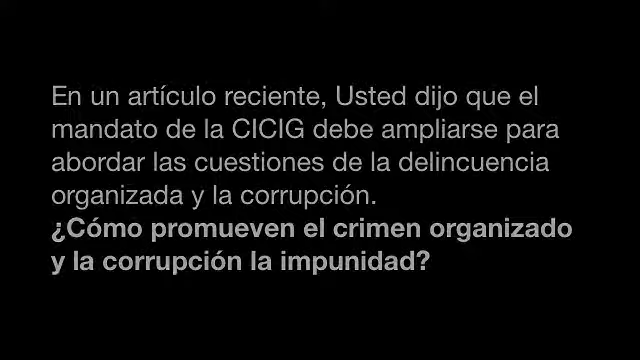 En un artículo reciente, Usted dijo que el
mandato de la CICIG debe ampliarse para
abordar las cuestiones de la delincuencia
organizada y la corrupción.
¿Cómo promueven el crimen organizado
y la corrupción la impunidad?